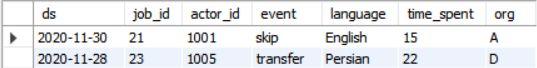 ds job_id actor_id event language time_spent org
2020-11-30 21 1001 skip English 15 A
2020-11-28 23 1005 transfer Persian 22 D